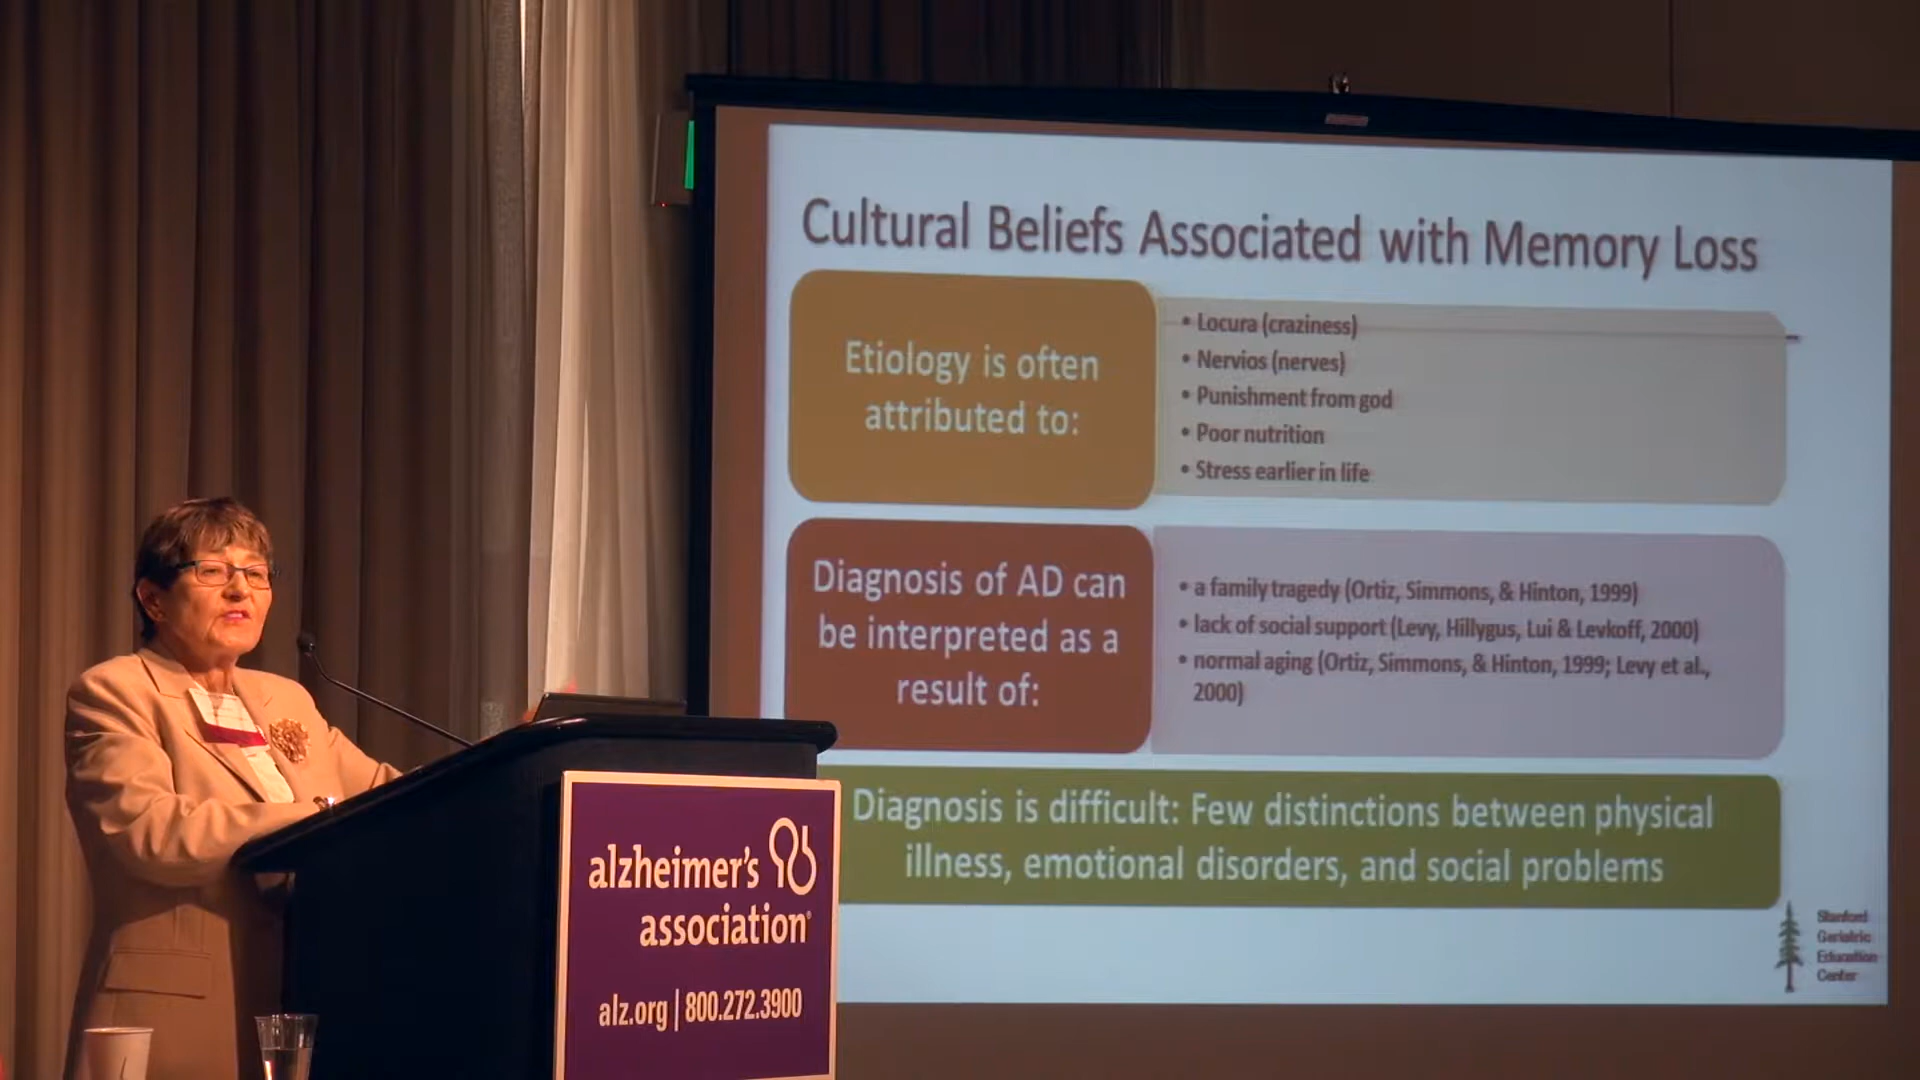 Cultural Beliefs Associated with Memory Loss
Etiology is often
attributed to:
• Locura (craziness)
• Nervios (nerves)
• Punishment from god
• Poor nutrition
• Stress earlier in life
Diagnosis of AD can
be interpreted as a
result of:
• a family tragedy (Ortiz, Simmons, & Hinton, 1999)
• lack of social support (Levy, Hillygus, Lui & Levkoff, 2000)
• normal aging (Ortiz, Simmons, & Hinton, 1999; Levy et al.,
2000)
Diagnosis is difficult: Few distinctions between physical
illness, emotional disorders, and social problems
Stanford
Geriatric
Education
Center
alzheimer's
association®
alz.org | 800.272.3900